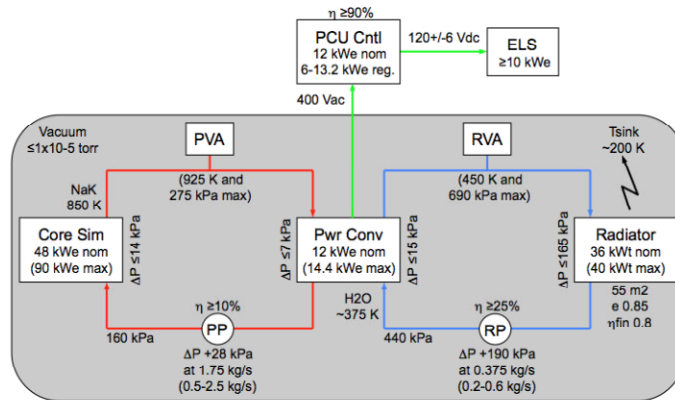 η ≥90%
PCU Cntl
12 kWe nom
6-13.2 kWe reg.
120+/-6 Vdc
ELS
≥10 kWe
400 Vac
Vacuum
≤1x10-5 torr
PVA
RVA
Tsink
~200 K
NaK
850 K
(925 K and
275 kPa max)
(450 K and
690 kPa max)
Core Sim
48 kWe nom
(90 kWe max)
ΔP ≤14 kPa
ΔP ≤7 kPa
Pwr Conv
12 kWe nom
(14.4 kWe max)
ΔP ≤15 kPa
ΔP ≤165 kPa
Radiator
36 kWt nom
(40 kWt max)
η ≥10%
PP
160 kPa
ΔP +28 kPa
at 1.75 kg/s
(0.5-2.5 kg/s)
H2O
~375 K
η ≥25%
RP
440 kPa
ΔP +190 kPa
at 0.375 kg/s
(0.2-0.6 kg/s)
55 m2
e 0.85
ηfin 0.8